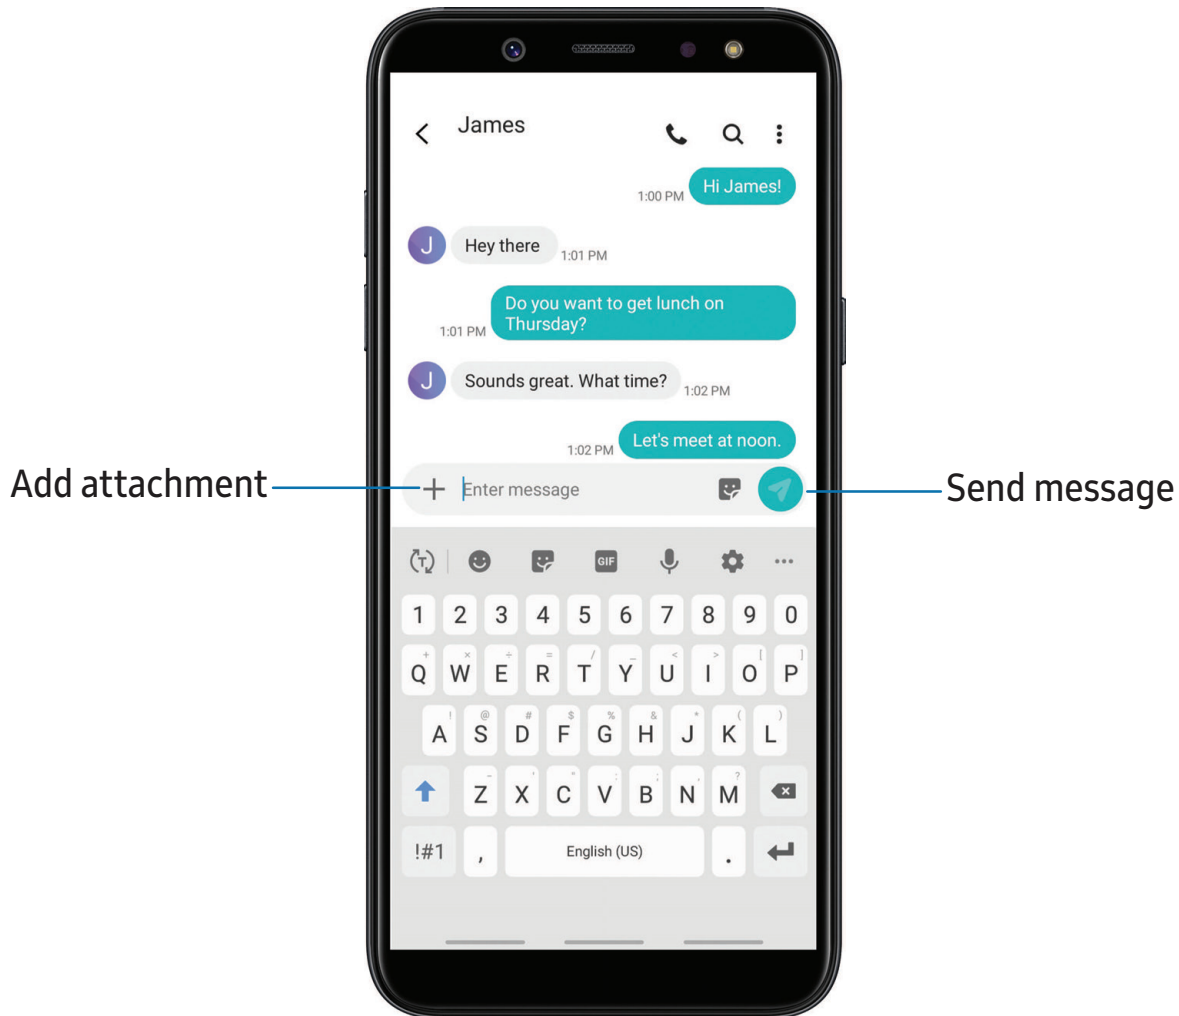 James
1:00 PM Hi James!
J Hey there 1:01 PM
Do you want to get lunch on
1:01 PM Thursday?
J Sounds great. What time? 1:02 PM
1:02 PM Let's meet at noon.
Add attachment + Enter message Send message
T GIF ...
1 2 3 4 5 6 7 8 9 0
+ × ÷ = / _ < > [ ]
Q W E R T Y U I O P
! @ # $ % & * ( )
A S D F G H J K L
- ' " : ; , ?
Z X C V B N M
!#1 , English (US) .